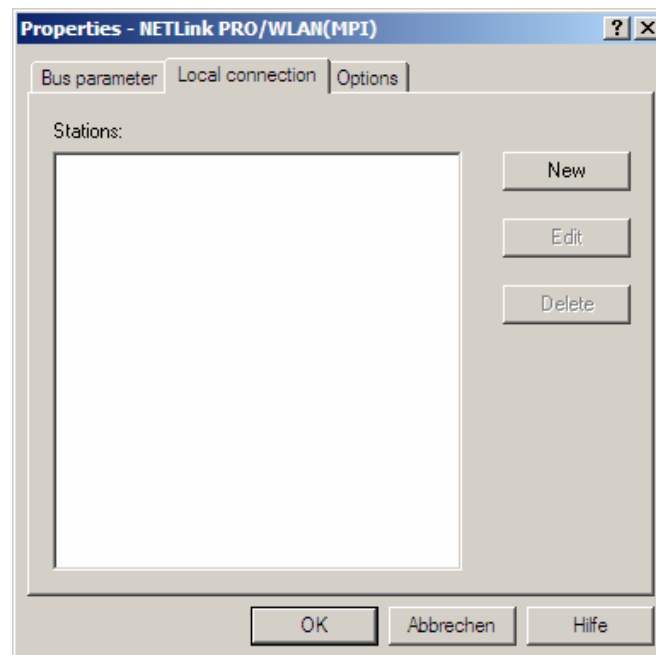 Properties - NETLink PRO/WLAN(MPI)
Bus parameter Local connection Options
Stations:
New
Edit
Delete
OK Abbrechen Hilfe